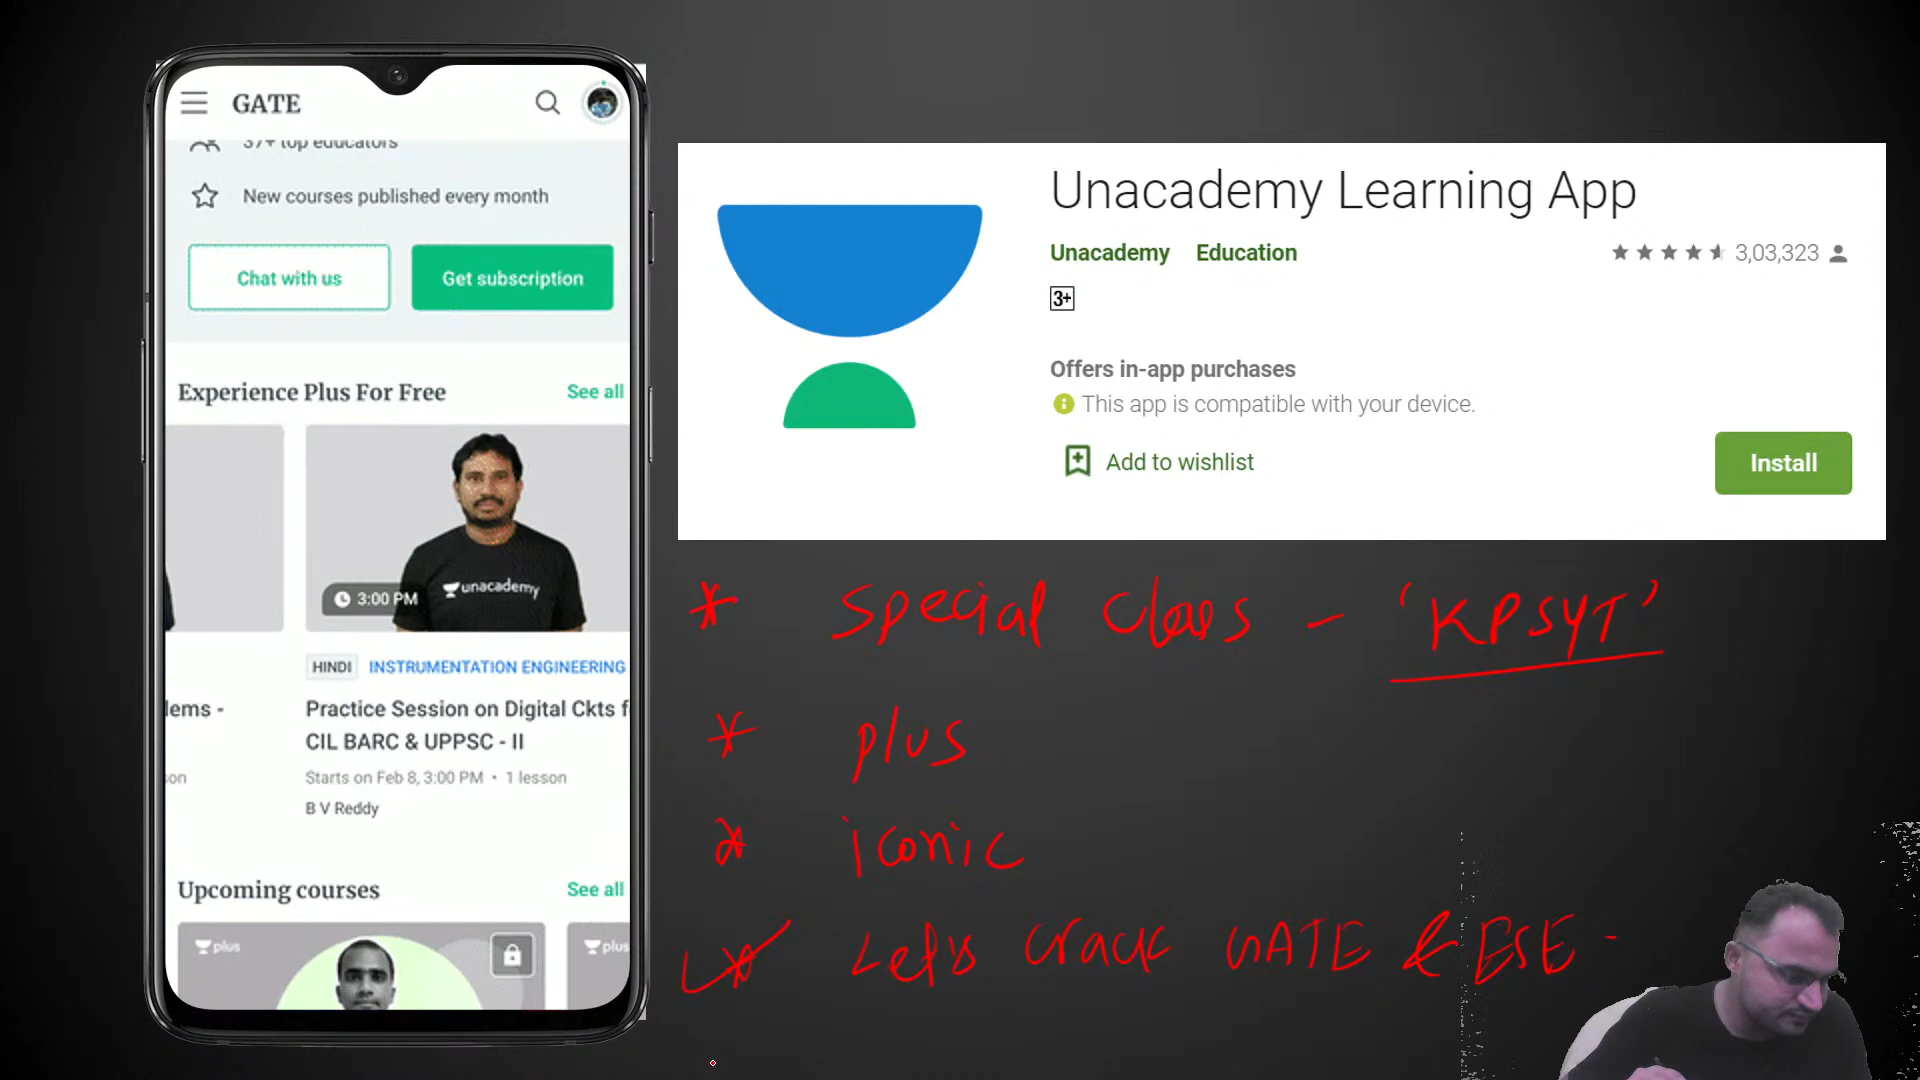 GATE
37+ top educators
New courses published every month
Chat with us
Get subscription
Experience Plus For Free
See all
3:00 PM
unacademy
HINDI
INSTRUMENTATION ENGINEERING
lems -
Practice Session on Digital Ckts f
CIL BARC & UPPSC - II
Starts on Feb 8, 3:00 PM • 1 lesson
B V Reddy
Upcoming courses
See all
plus
plus
Unacademy Learning App
Unacademy Education
3,03,323
3+
Offers in-app purchases
This app is compatible with your device.
Add to wishlist
Install
* Special Class - 'KPSYT'
* plus
* iconic
* Let's crack GATE & ESE -